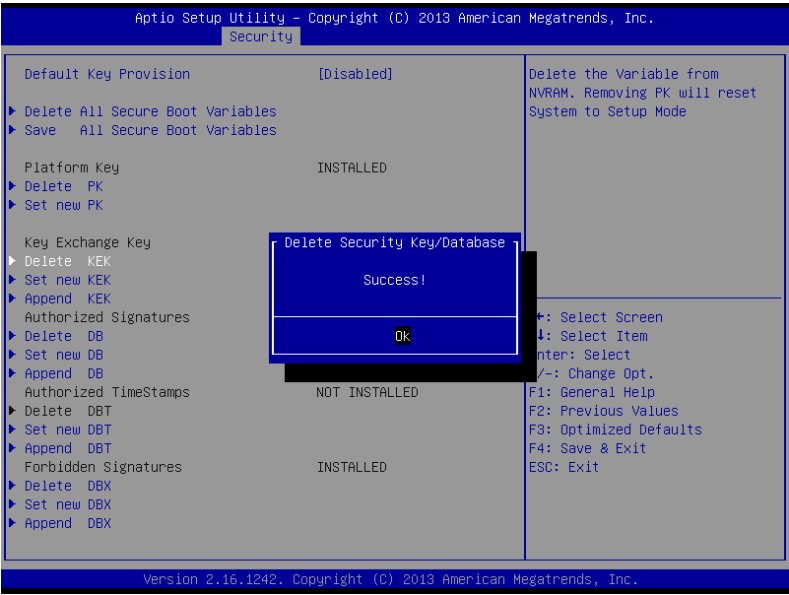 Aptio Setup Utility – Copyright (C) 2013 American Megatrends, Inc.
Security
Default Key Provision [Disabled]
Delete All Secure Boot Variables
Save All Secure Boot Variables
Platform Key INSTALLED
Delete PK
Set new PK
Key Exchange Key
Delete KEK
Set new KEK
Append KEK
Authorized Signatures
Delete DB
Set new DB
Append DB
Authorized TimeStamps NOT INSTALLED
Delete DBT
Set new DBT
Append DBT
Forbidden Signatures INSTALLED
Delete DBX
Set new DBX
Append DBX
Delete Security Key/Database
Success!
Ok
Delete the Variable from
NVRAM. Removing PK will reset
System to Setup Mode
←: Select Screen
↓: Select Item
nter: Select
/-: Change Opt.
F1: General Help
F2: Previous Values
F3: Optimized Defaults
F4: Save & Exit
ESC: Exit
Version 2.16.1242. Copyright (C) 2013 American Megatrends, Inc.